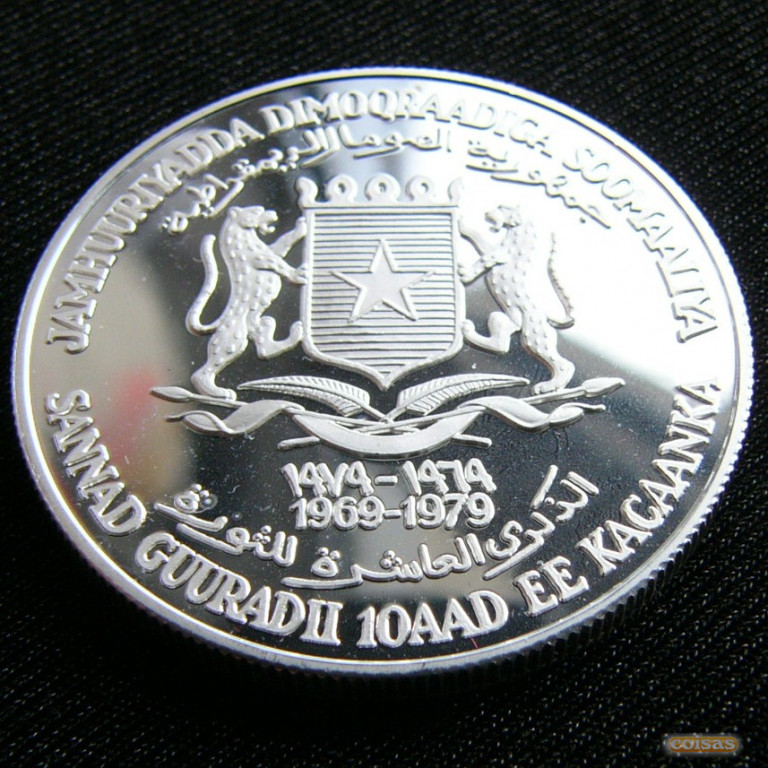 JAMHUURIYADDA DIMOQRAADIGA SOOMAALIYA
جمهورية الصومال الديمقراطية
١٩٧٩ - ١٩٦٩
1969-1979
الذكرى العاشرة للثورة
SANNAD GUURADII 10AAD EE KACAANKA
coisas